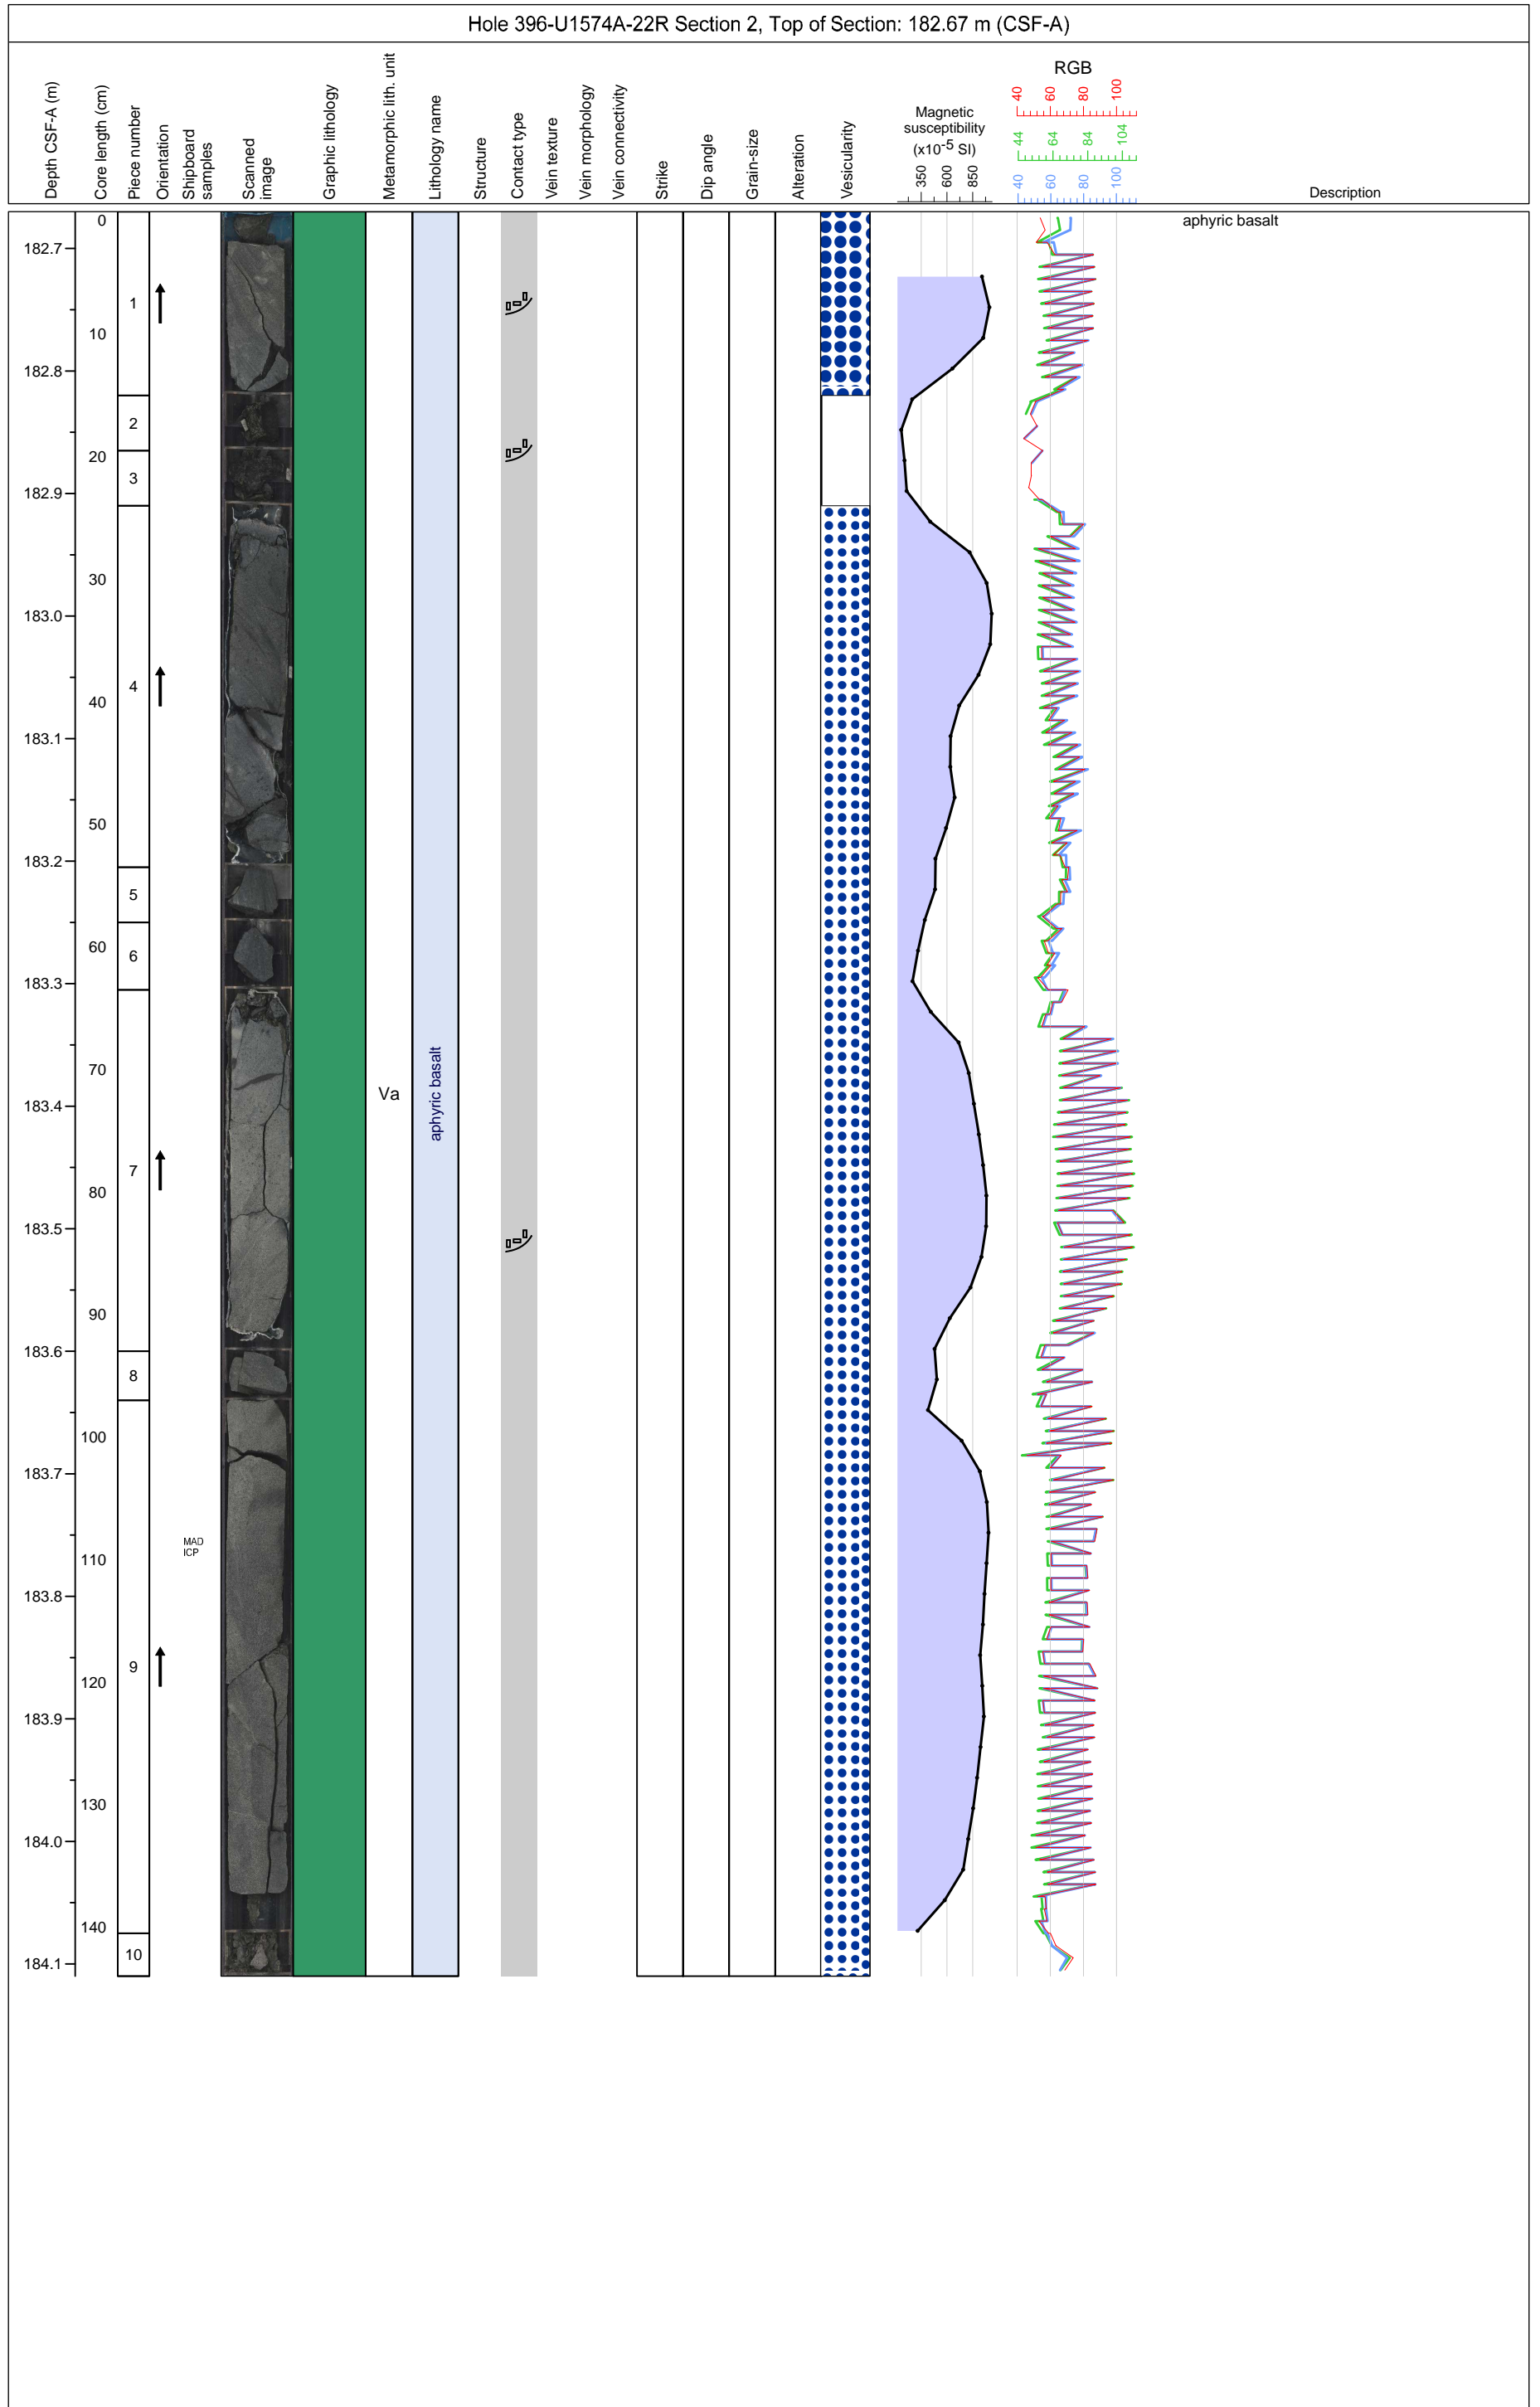 Hole 396-U1574A-22R Section 2, Top of Section: 182.67 m (CSF-A)
Depth CSF-A (m)
Core length (cm)
Piece number
Orientation
Shipboard
samples
Scanned
image
Graphic lithology
Metamorphic lith. unit
Lithology name
Structure
Contact type
Vein texture
Vein morphology
Vein connectivity
Strike
Dip angle
Grain-size
Alteration
Vesicularity
Magnetic
susceptibility
(x10-5 SI)
350 600 850
RGB
40 60 80 100
44 64 84 104
40 60 80 100
Description
aphyric basalt
0
182.7
1
10
182.8
2
20
3
182.9
30
183.0
4
40
183.1
50
183.2
5
60
6
183.3
70
Va
aphyric basalt
183.4
7
80
183.5
90
183.6
8
100
183.7
MAD
ICP
110
183.8
9
120
183.9
130
184.0
140
10
184.1